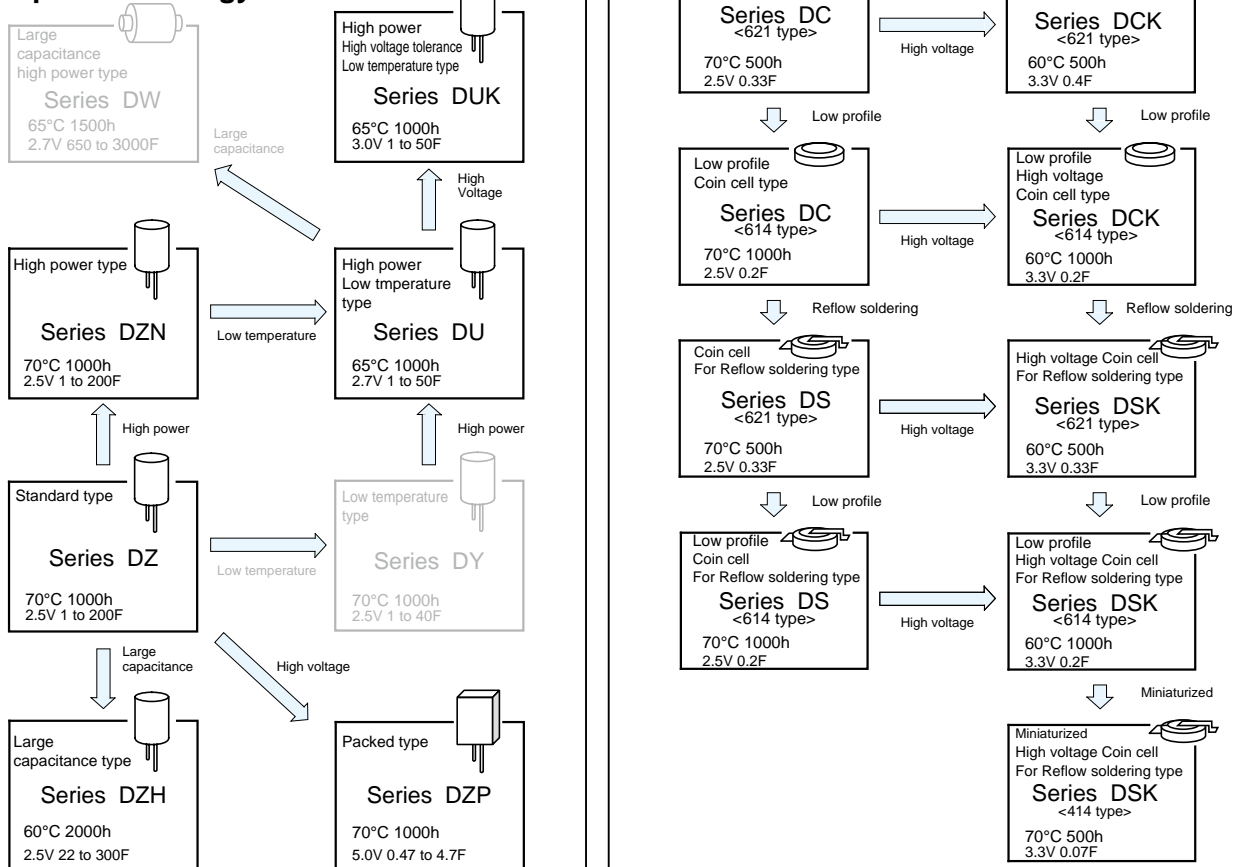 Large
capacitance
high power type
Series DW
65°C 1500h
2.7V 650 to 3000F
High power
High voltage tolerance
Low temperature type
Series DUK
65°C 1000h
3.0V 1 to 50F
Large
capacitance
High
Voltage
High power type
Series DZN
70°C 1000h
2.5V 1 to 200F
Low temperature
High power
Low tmperature
type
Series DU
65°C 1000h
2.7V 1 to 50F
High power
High power
Standard type
Series DZ
70°C 1000h
2.5V 1 to 200F
Low temperature
Low temperature
type
Series DY
70°C 1000h
2.5V 1 to 40F
Large
capacitance
High voltage
Large
capacitance type
Series DZH
60°C 2000h
2.5V 22 to 300F
Packed type
Series DZP
70°C 1000h
5.0V 0.47 to 4.7F
Series DC
<621 type>
70°C 500h
2.5V 0.33F
High voltage
Series DCK
<621 type>
60°C 500h
3.3V 0.4F
Low profile
Low profile
Low profile
Coin cell type
Series DC
<614 type>
70°C 1000h
2.5V 0.2F
High voltage
Low profile
High voltage
Coin cell type
Series DCK
<614 type>
60°C 1000h
3.3V 0.2F
Reflow soldering
Reflow soldering
Coin cell
For Reflow soldering type
Series DS
<621 type>
70°C 500h
2.5V 0.33F
High voltage
High voltage Coin cell
For Reflow soldering type
Series DSK
<621 type>
60°C 500h
3.3V 0.33F
Low profile
Low profile
Low profile
Coin cell
For Reflow soldering type
Series DS
<614 type>
70°C 1000h
2.5V 0.2F
High voltage
Low profile
High voltage Coin cell
For Reflow soldering type
Series DSK
<614 type>
60°C 1000h
3.3V 0.2F
Miniaturized
Miniaturized
High voltage Coin cell
For Reflow soldering type
Series DSK
<414 type>
70°C 500h
3.3V 0.07F